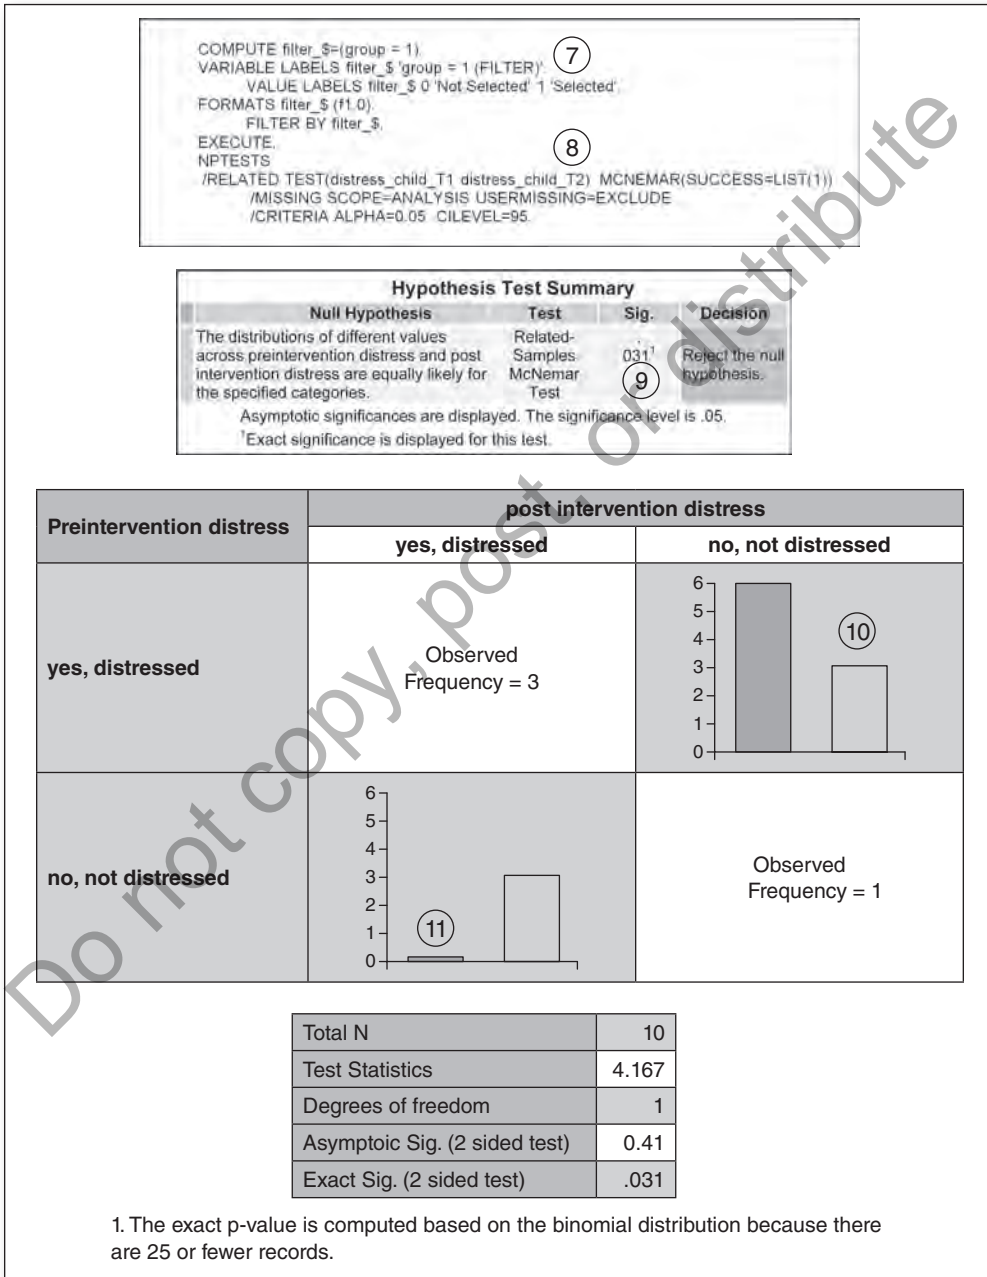 COMPUTE filter_$=(group = 1).
7
VARIABLE LABELS filter_$ 'group = 1 (FILTER)'.
VALUE LABELS filter_$ 0 'Not Selected' 1 'Selected'.
FORMATS filter_$ (f1.0).
FILTER BY filter_$.
EXECUTE.
8
NPTESTS
/RELATED TEST(distress_child_T1 distress_child_T2) MCNEMAR(SUCCESS=LIST(1))
/MISSING SCOPE=ANALYSIS USERMISSING=EXCLUDE
/CRITERIA ALPHA=0.05 CILEVEL=95.
Hypothesis Test Summary
Null Hypothesis Test Sig. Decision
The distributions of different values Related-
across preintervention distress and post Samples .031¹ Reject the null
intervention distress are equally likely for McNemar 9 hypothesis.
the specified categories. Test
Asymptotic significances are displayed. The significance level is .05.
¹Exact significance is displayed for this test.
Preintervention distress
post intervention distress
yes, distressed no, not distressed
yes, distressed
Observed
Frequency = 3
6
5
4
3
2
1
0
10
no, not distressed
6
5
4
3
2
1
0
11
Observed
Frequency = 1
Total N 10
Test Statistics 4.167
Degrees of freedom 1
Asymptoic Sig. (2 sided test) 0.41
Exact Sig. (2 sided test) .031
1. The exact p-value is computed based on the binomial distribution because there
are 25 or fewer records.
Do not copy, post, or distribute